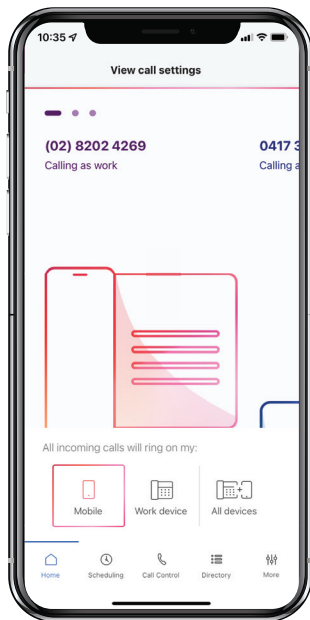 10:35
View call settings
(02) 8202 4269
0417 3
Calling as work
Calling a
All incoming calls will ring on my:
Mobile
Work device
All devices
Home
Scheduling
Call Control
Directory
More